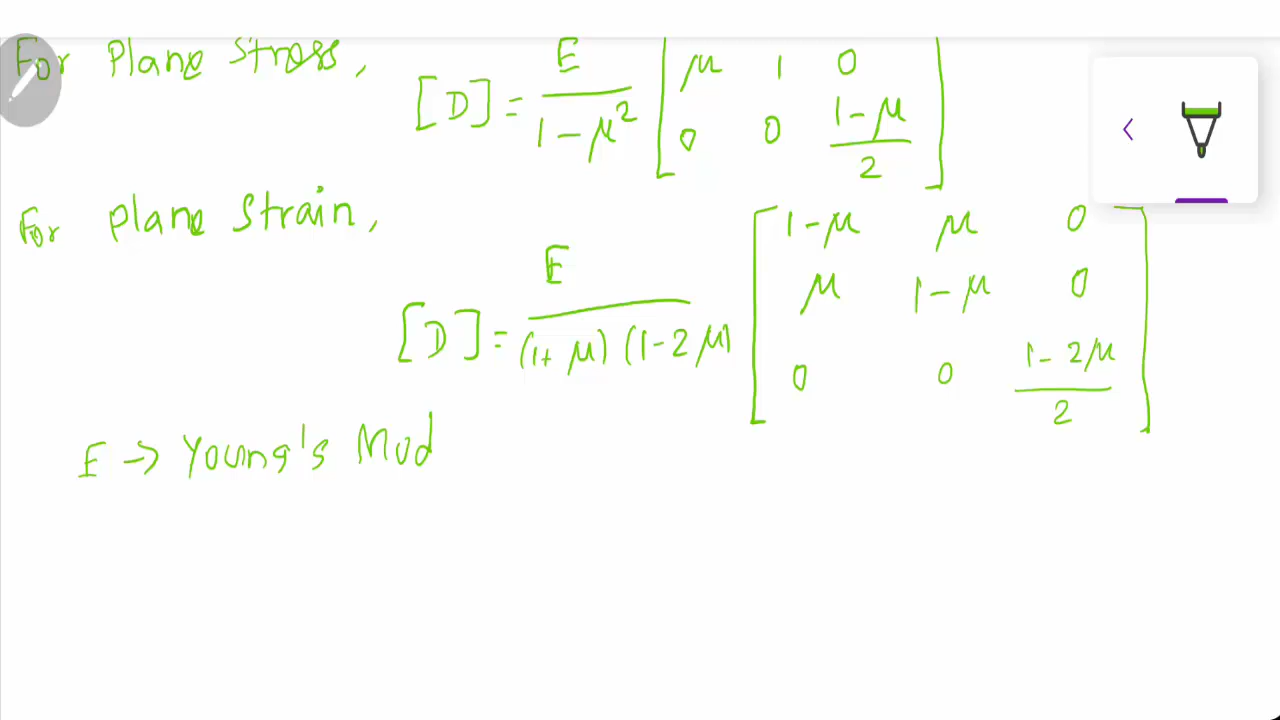 For Plane Stress, [D] = E / (1 - μ²) [ μ 1 0
0 0 (1-μ)/2 ]
For Plane Strain,
[D] = E / ((1+μ) (1-2μ)) [ 1-μ μ 0
μ 1-μ 0
0 0 (1-2μ)/2 ]
E → Young's Mod